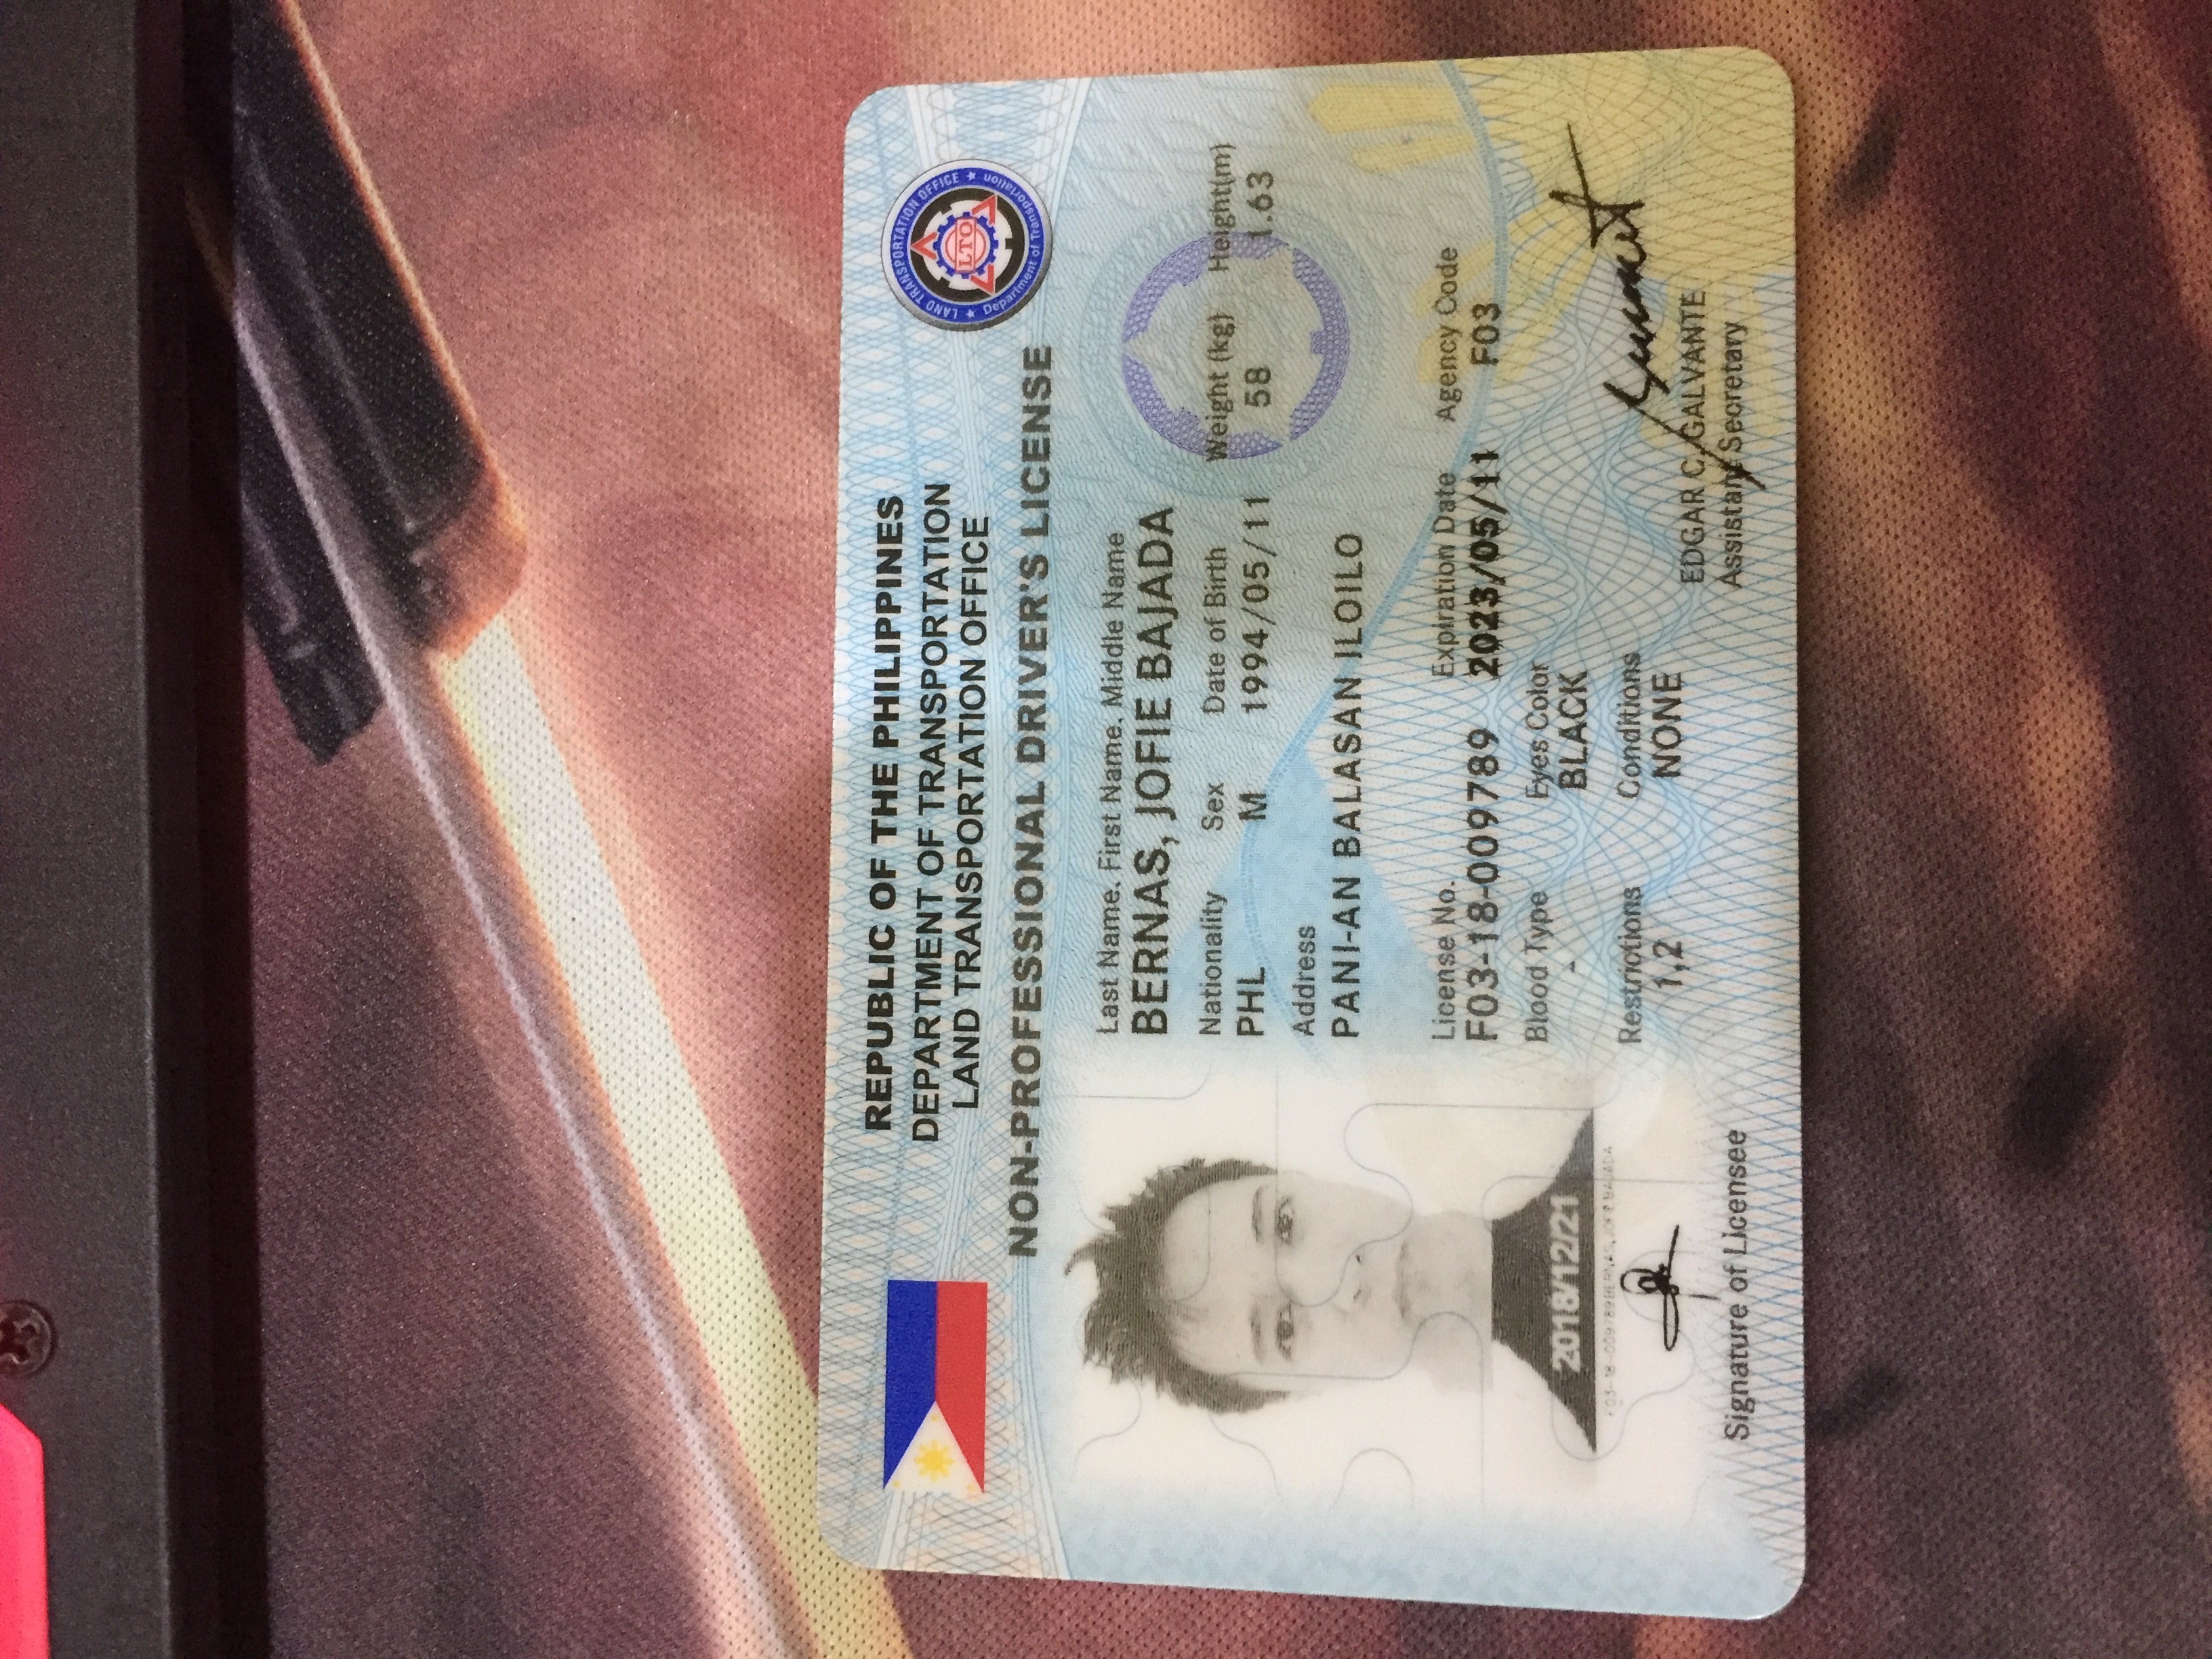 REPUBLIC OF THE PHILIPPINES
DEPARTMENT OF TRANSPORTATION
LAND TRANSPORTATION OFFICE
LAND TRANSPORTATION OFFICE
LTO
Department of Transportation
NON-PROFESSIONAL DRIVER'S LICENSE
Last Name. First Name. Middle Name
BERNAS, JOFIE BAJADA
Nationality Sex Date of Birth Weight (kg) Height(m)
PHL M 1994/05/11 58 1.63
Address
PANI-AN BALASAN ILOILO
License No. Expiration Date Agency Code
F03-18-009789 2023/05/11 F03
Blood Type Eyes Color
- BLACK
2018/12/21
F03-18-009789BERNAS, JOFIE BAJADA
Restrictions Conditions
1,2 NONE
EDGAR C. GALVANTE
Assistant Secretary
Signature of Licensee